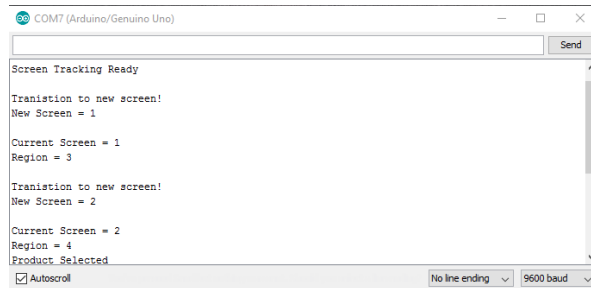 COM7 (Arduino/Genuino Uno)
Send
Screen Tracking Ready
Tranistion to new screen!
New Screen = 1
Current Screen = 1
Region = 3
Tranistion to new screen!
New Screen = 2
Current Screen = 2
Region = 4
Product Selected
Autoscroll
No line ending
9600 baud